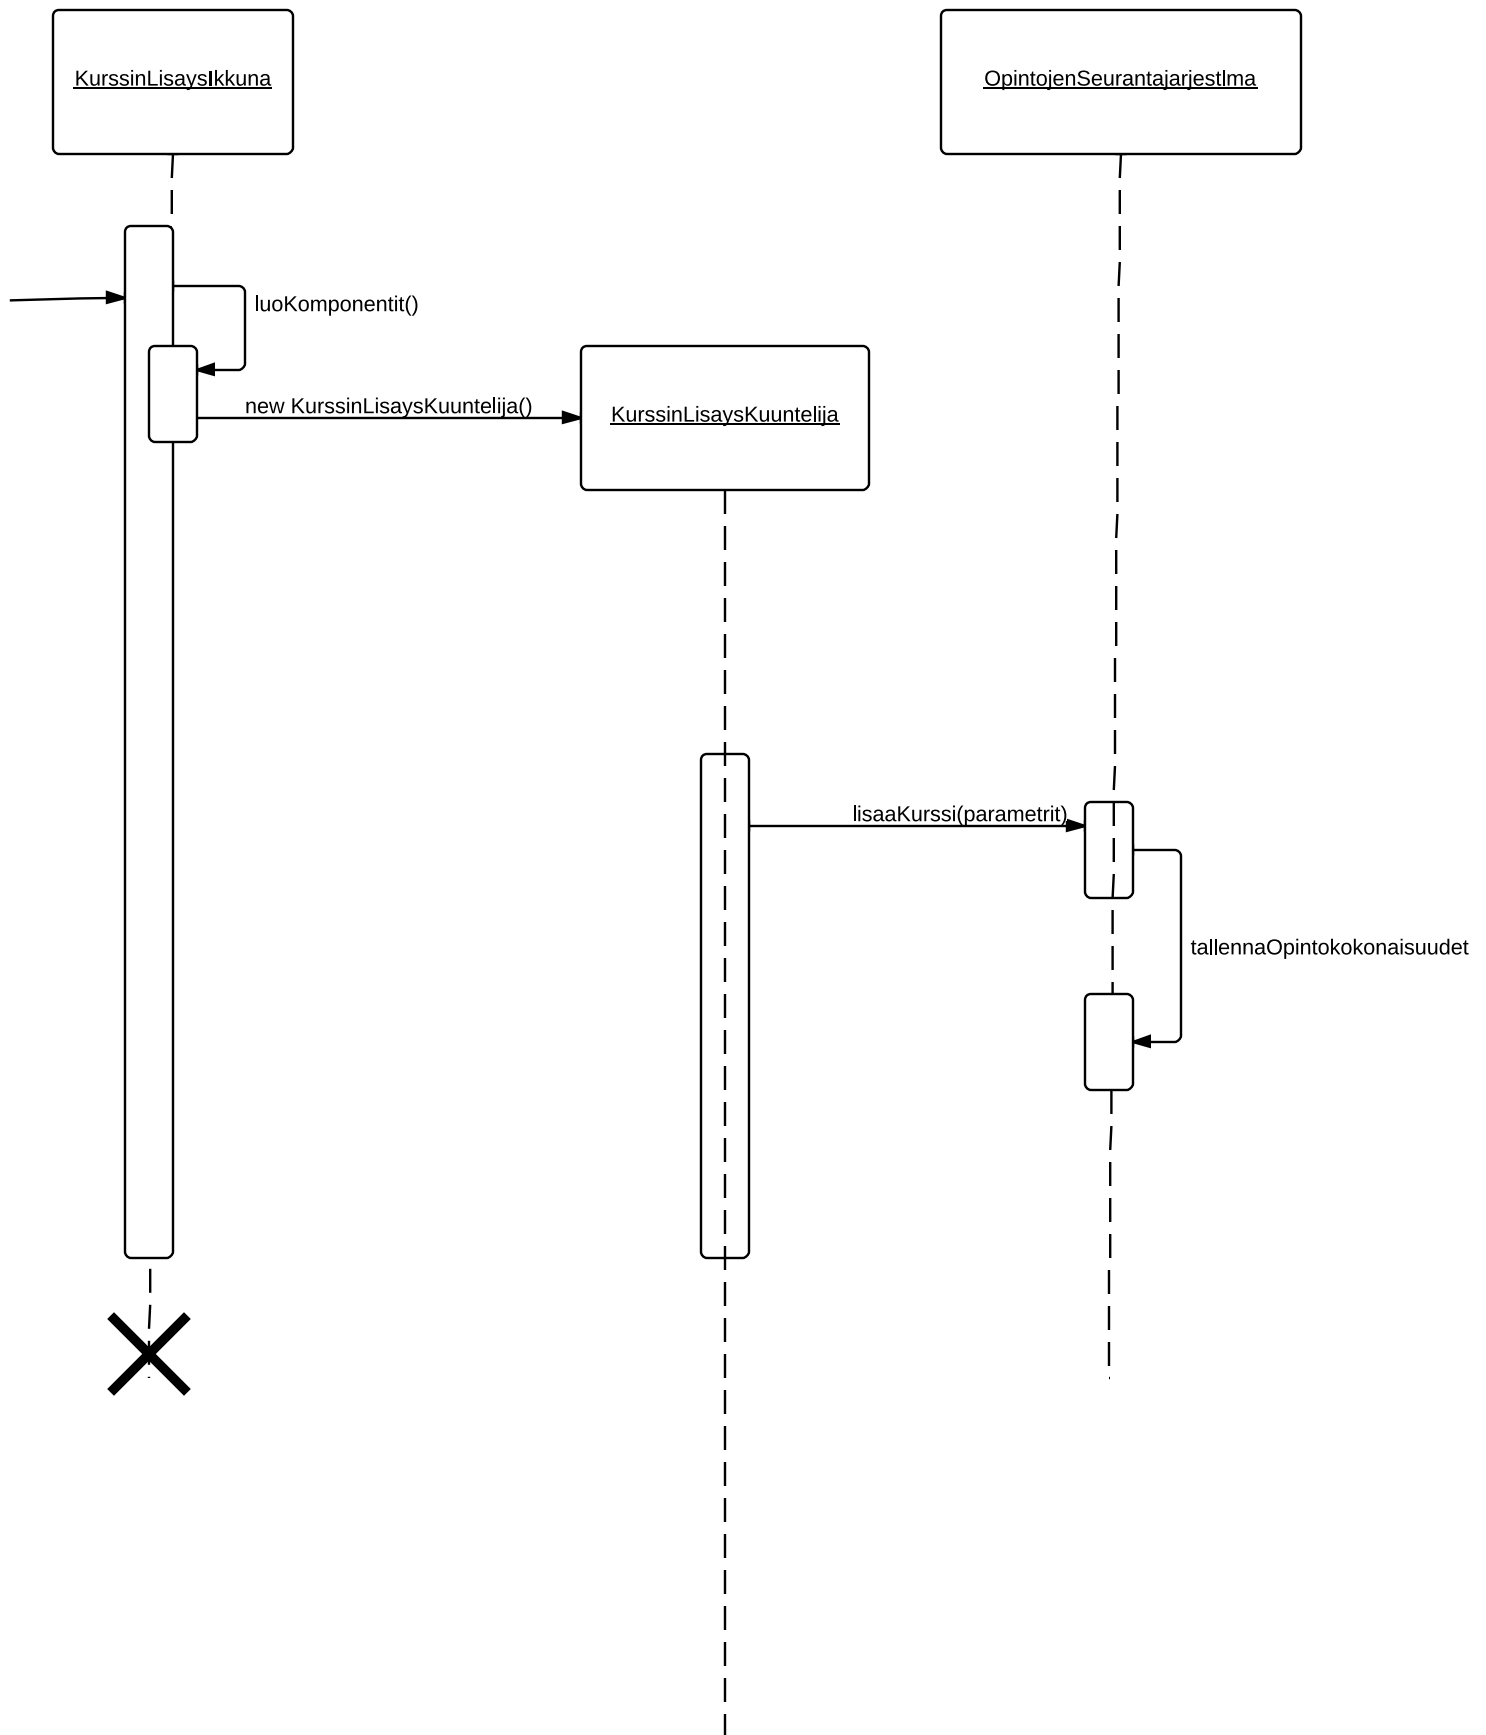 KurssinLisaysIkkuna
OpintojenSeurantajarjestlma
luoKomponentit()
new KurssinLisaysKuuntelija()
KurssinLisaysKuuntelija
lisaaKurssi(parametrit)
tallennaOpintokokonaisuudet